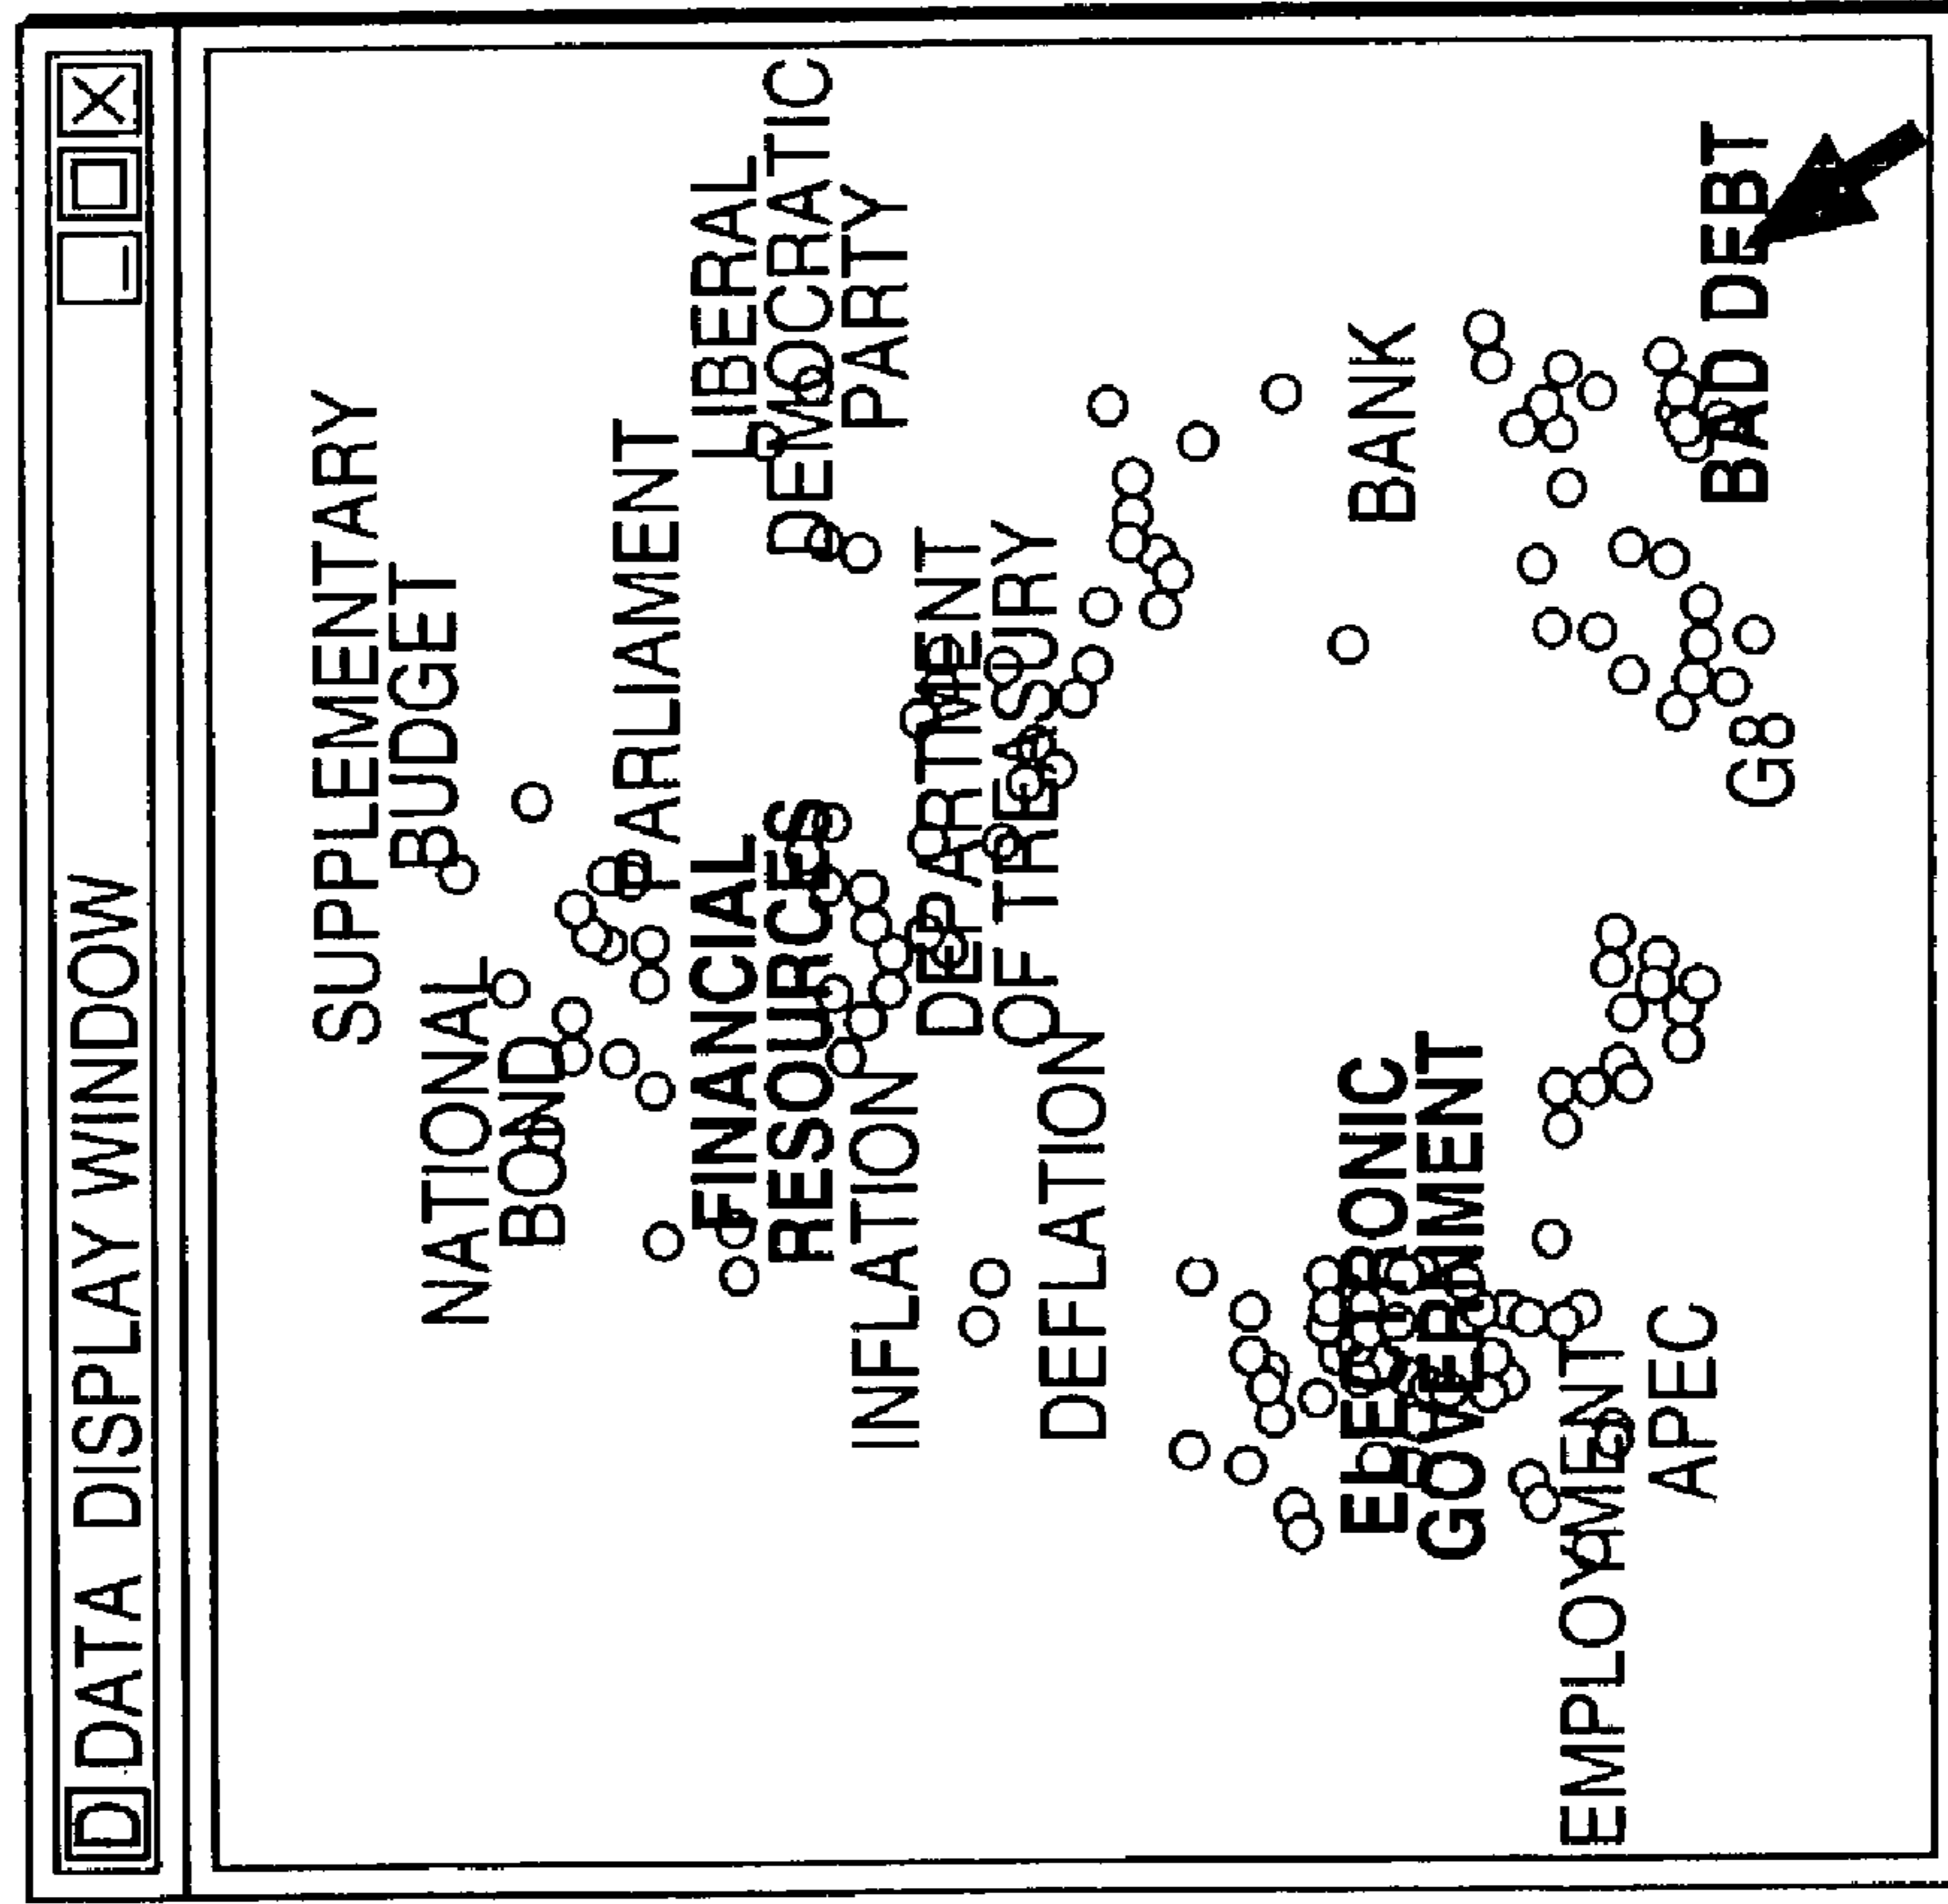 D DATA DISPLAY WINDOW
SUPPLEMENTARY
BUDGET
NATIONAL
BOND
PARLIAMENT
FINANCIAL
RESOURCES
LIBERAL
DEMOCRATIC
PARTY
INFLATION
DEPARTMENT
OF TREASURY
DEFLATION
BANK
ELECTRONIC
GOVERNMENT
EMPLOYMENT
APEC
BAD DEBT
G8